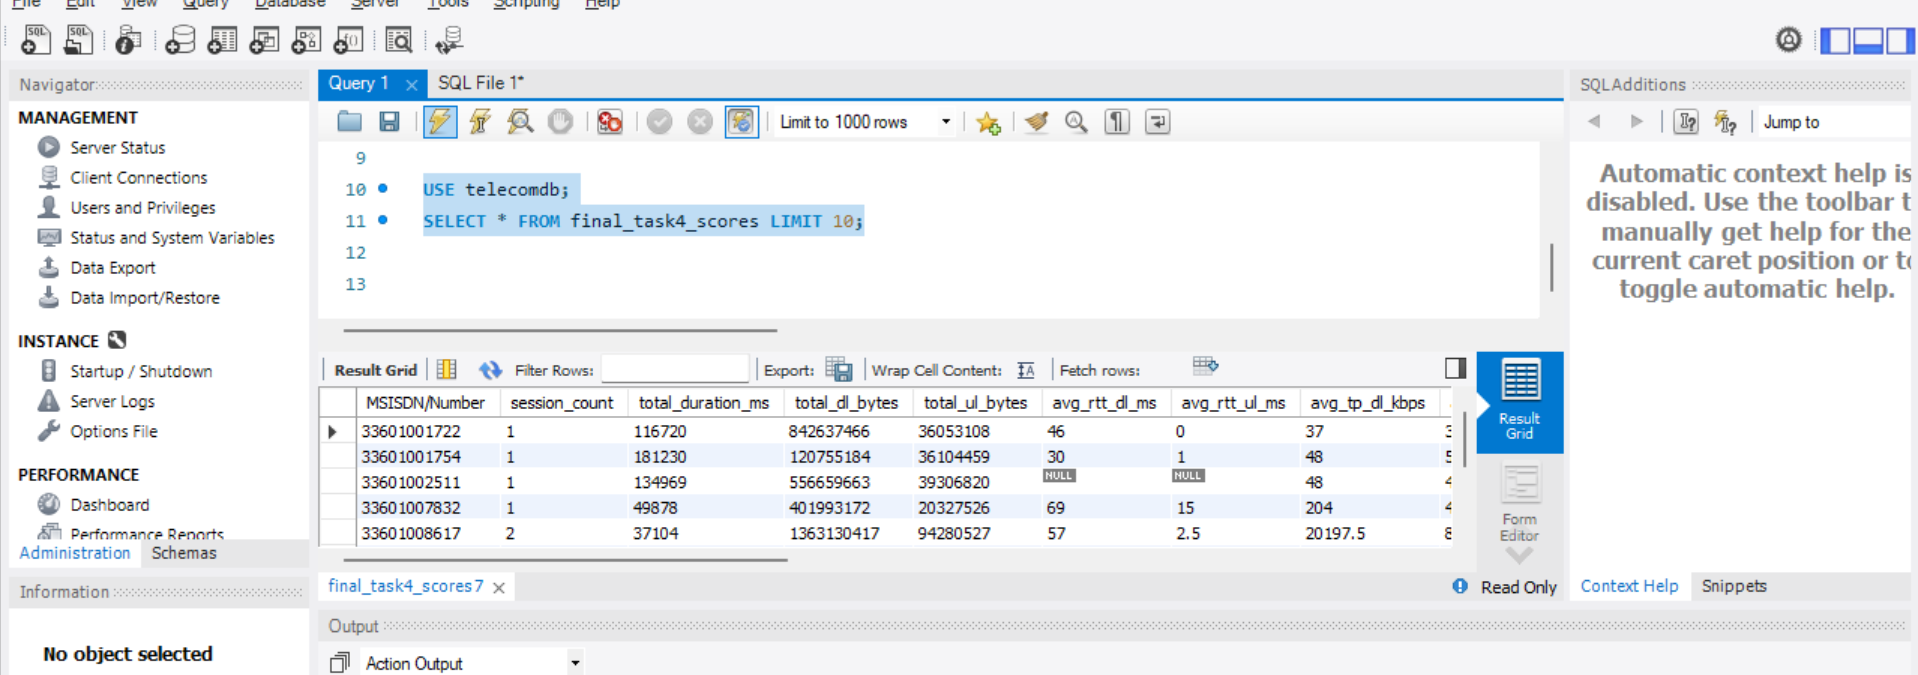 File Edit View Query Database Server Tools Scripting Help
Navigator
MANAGEMENT
Server Status
Client Connections
Users and Privileges
Status and System Variables
Data Export
Data Import/Restore
INSTANCE
Startup / Shutdown
Server Logs
Options File
PERFORMANCE
Dashboard
Performance Reports
Administration Schemas
Information
No object selected
Query 1 SQL File 1*
Limit to 1000 rows
9
10 USE telecomdb;
11 SELECT * FROM final_task4_scores LIMIT 10;
12
13
Result Grid Filter Rows: Export: Wrap Cell Content: Fetch rows:
MSISDN/Number session_count total_duration_ms total_dl_bytes total_ul_bytes avg_rtt_dl_ms avg_rtt_ul_ms avg_tp_dl_kbps
33601001722 1 116720 842637466 36053108 46 0 37 3
33601001754 1 181230 120755184 36104459 30 1 48 5
33601002511 1 134969 556659663 39306820 NULL NULL 48 4
33601007832 1 49878 401993172 20327526 69 15 204 4
33601008617 2 37104 1363130417 94280527 57 2.5 20197.5 8
Result
Grid
Form
Editor
final_task4_scores7 Read Only
Output
Action Output
SQLAdditions
Jump to
Automatic context help is
disabled. Use the toolbar t
manually get help for the
current caret position or to
toggle automatic help.
Context Help Snippets